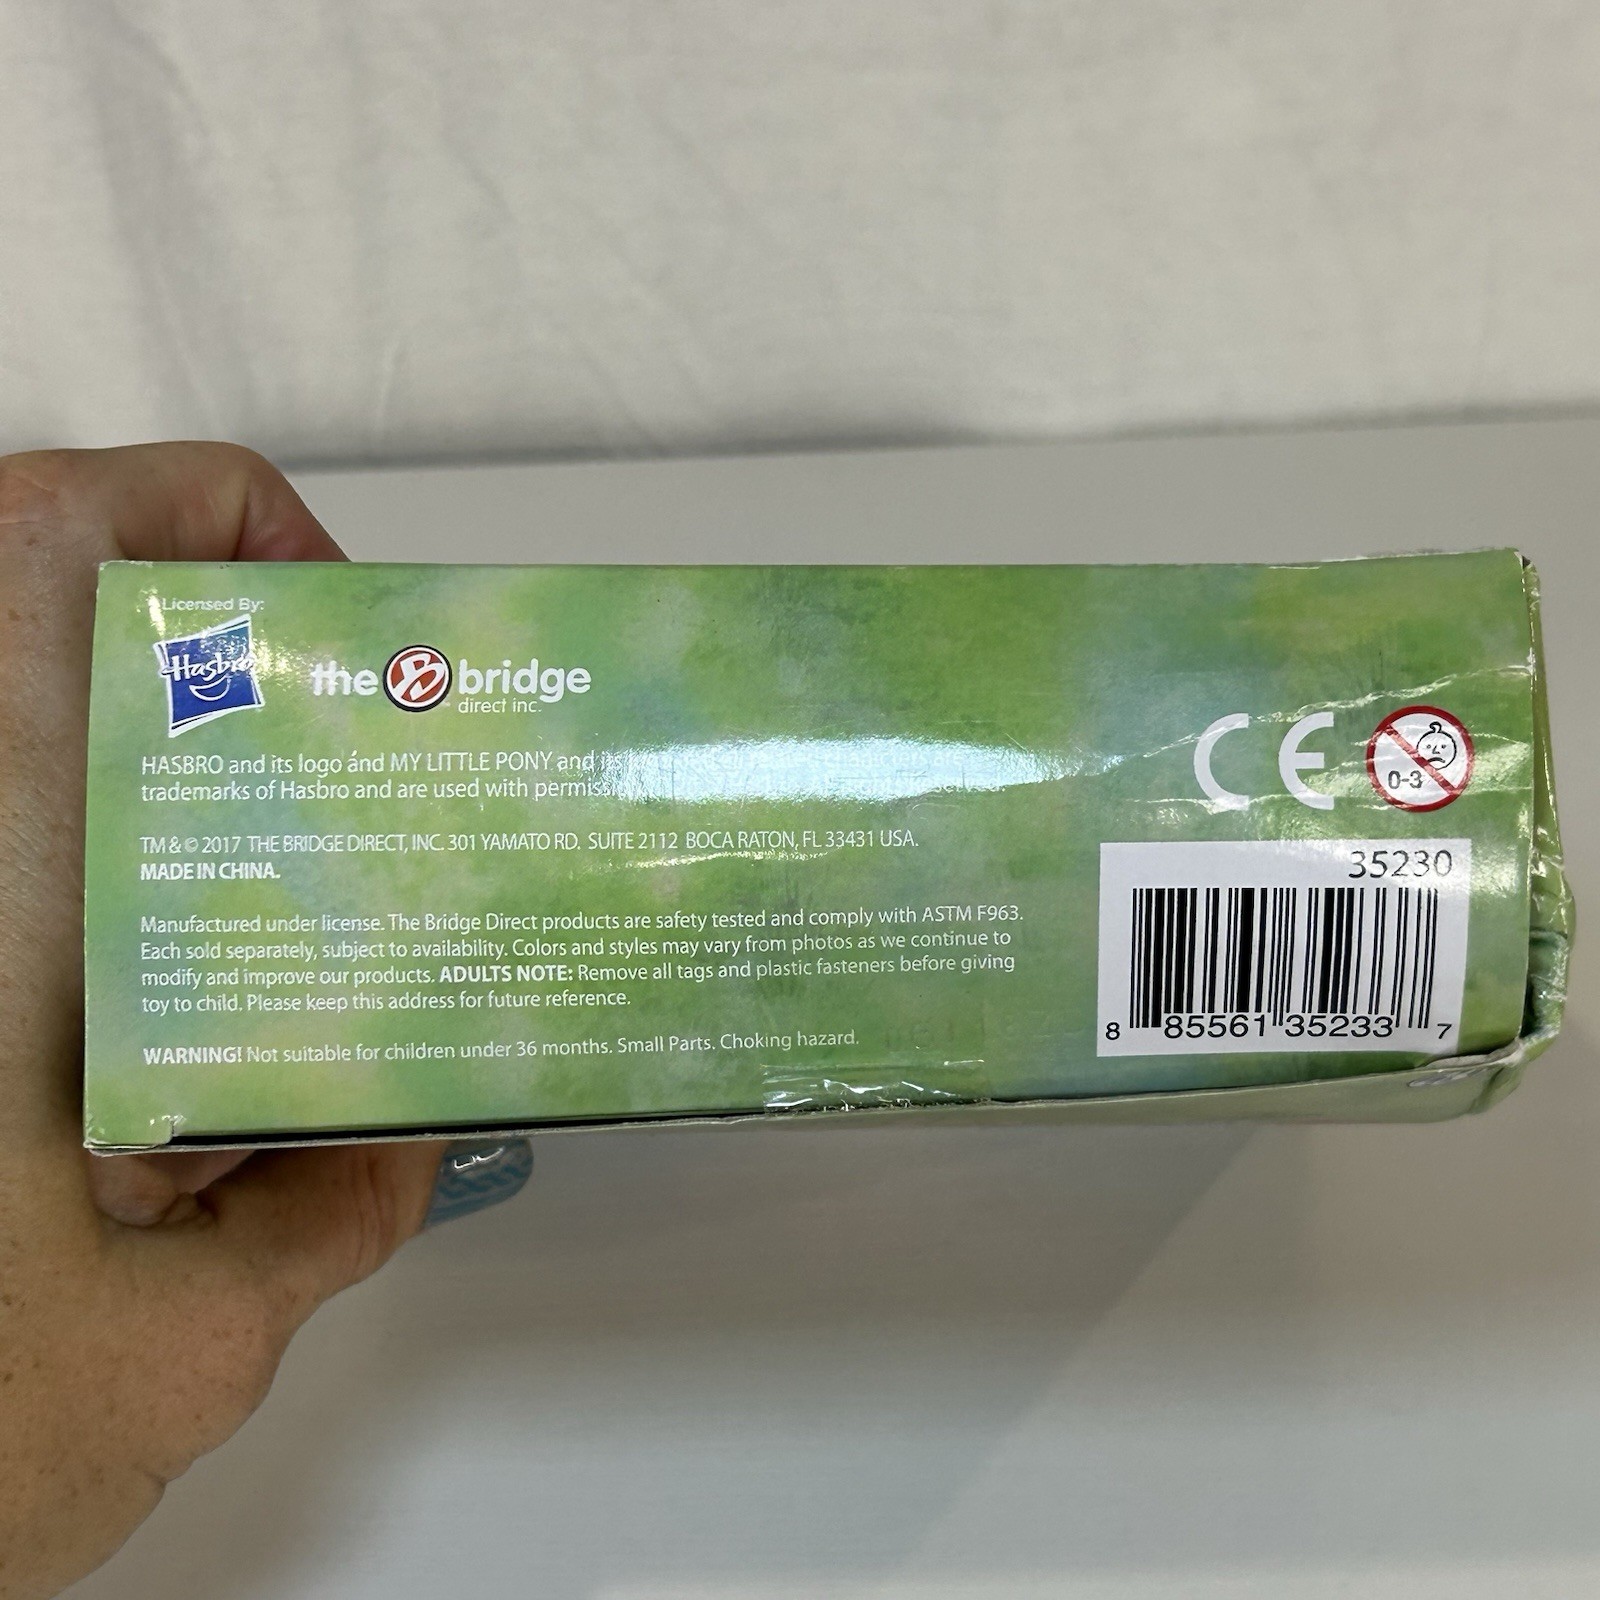 Licensed By:
Hasbro
the B bridge
direct inc.
HASBRO and its logo and MY LITTLE PONY and its characters are
trademarks of Hasbro and are used with
TM & © 2017 THE BRIDGE DIRECT, INC. 301 YAMATO RD. SUITE 2112 BOCA RATON, FL 33431 USA.
MADE IN CHINA.
Manufactured under license. The Bridge Direct products are safety tested and comply with ASTM F963.
Each sold separately, subject to availability. Colors and styles may vary from photos as we continue to
modify and improve our products. ADULTS NOTE: Remove all tags and plastic fasteners before giving
toy to child. Please keep this address for future reference.
WARNING! Not suitable for children under 36 months. Small Parts. Choking hazard.
CE
0-3
35230
8 85561 35233 7